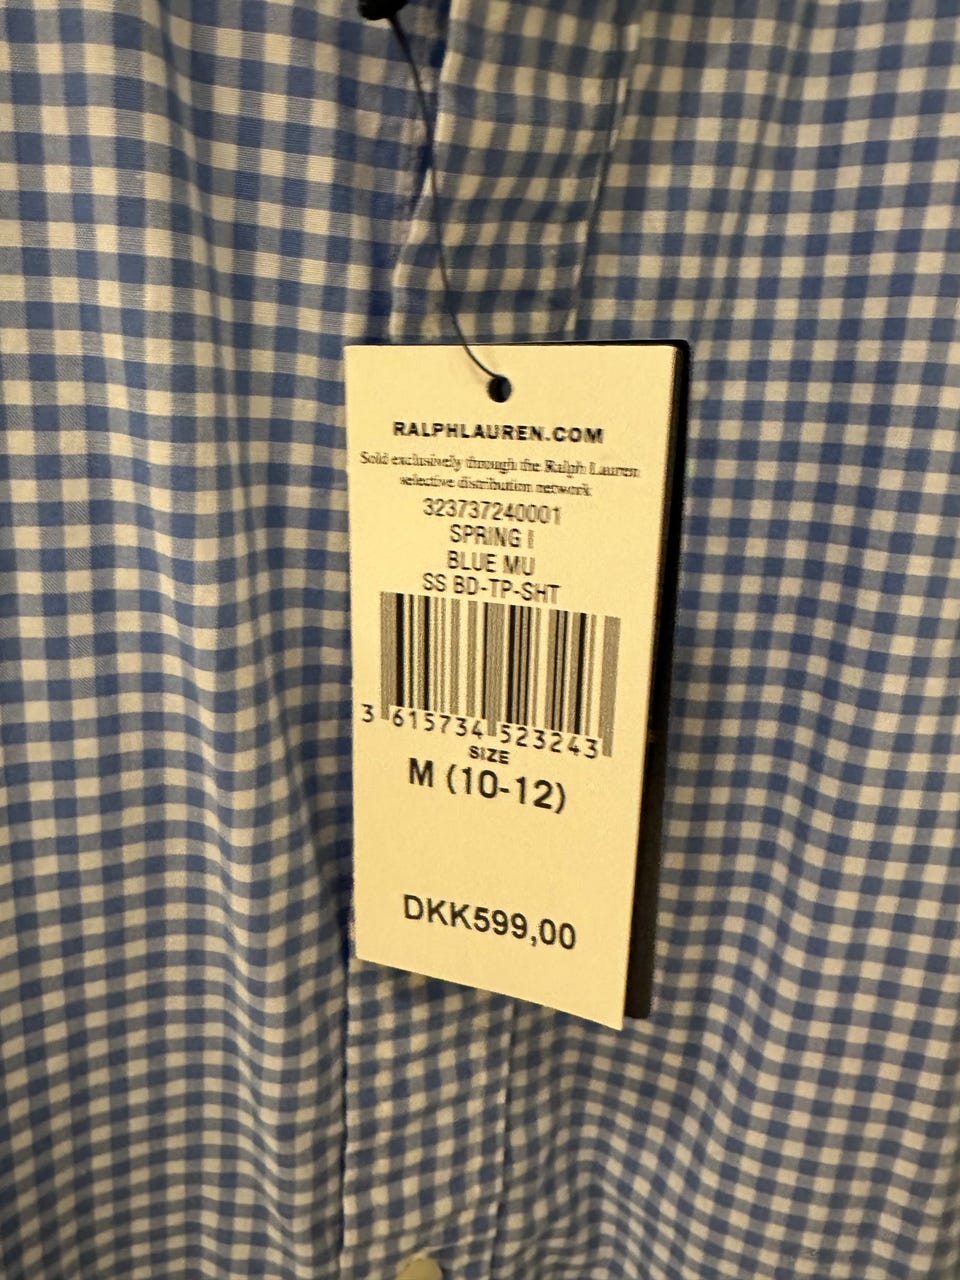 RALPHLAUREN.COM
Sold exclusively through the Ralph Lauren
selective distribution network
323737240001
SPRING I
BLUE MU
SS BD-TP-SHT
3 615734 523243
SIZE
M (10-12)
DKK599,00